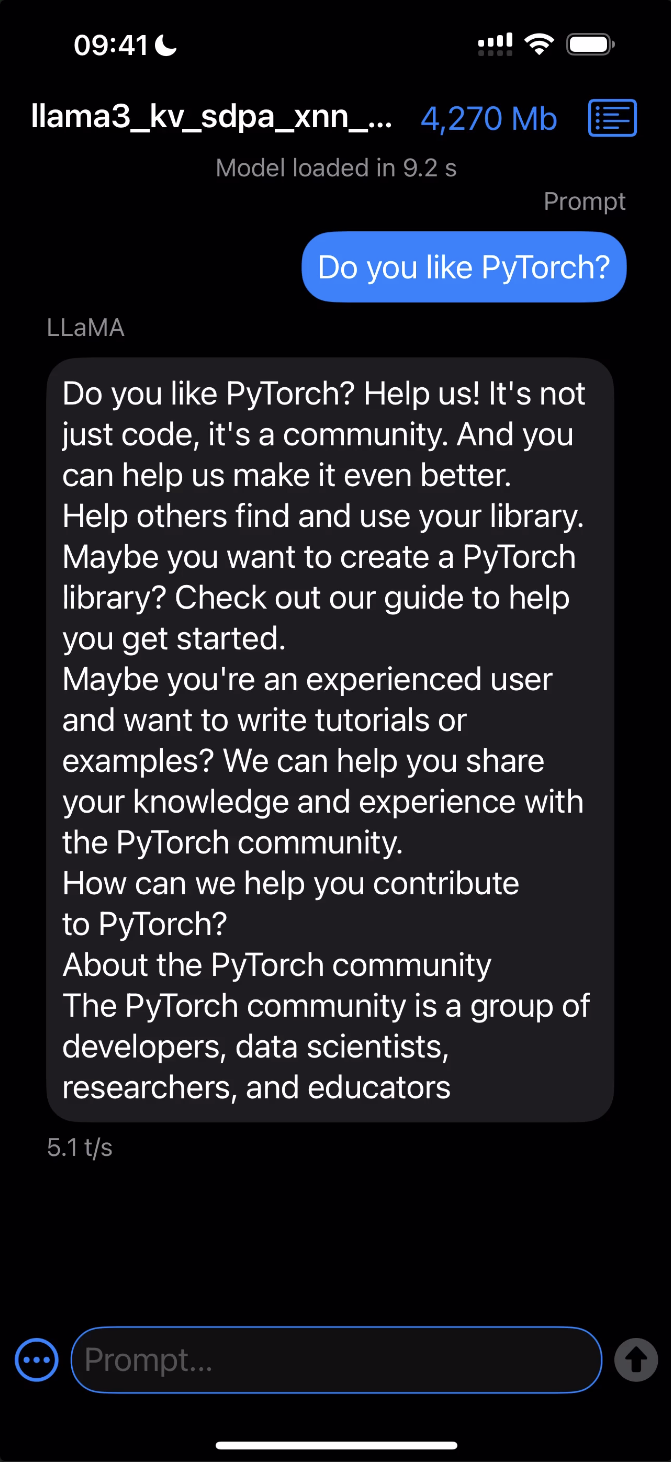 09:41
llama3_kv_sdpa_xnn_... 4,270 Mb
Model loaded in 9.2 s
Prompt
Do you like PyTorch?
LLaMA
Do you like PyTorch? Help us! It's not
just code, it's a community. And you
can help us make it even better.
Help others find and use your library.
Maybe you want to create a PyTorch
library? Check out our guide to help
you get started.
Maybe you're an experienced user
and want to write tutorials or
examples? We can help you share
your knowledge and experience with
the PyTorch community.
How can we help you contribute
to PyTorch?
About the PyTorch community
The PyTorch community is a group of
developers, data scientists,
researchers, and educators
5.1 t/s
Prompt...